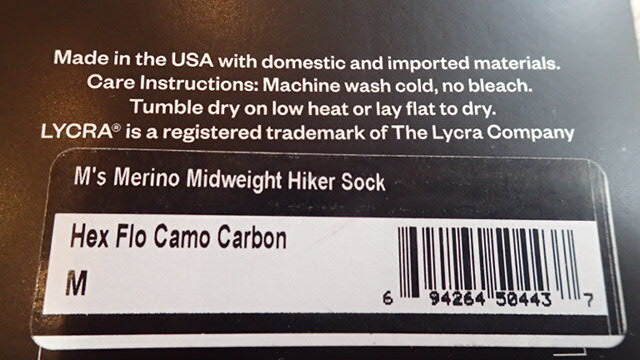 Made in the USA with domestic and imported materials.
Care Instructions: Machine wash cold, no bleach.
Tumble dry on low heat or lay flat to dry.
LYCRA® is a registered trademark of The Lycra Company
M's Merino Midweight Hiker Sock
Hex Flo Camo Carbon
M
6 94264 50443 7